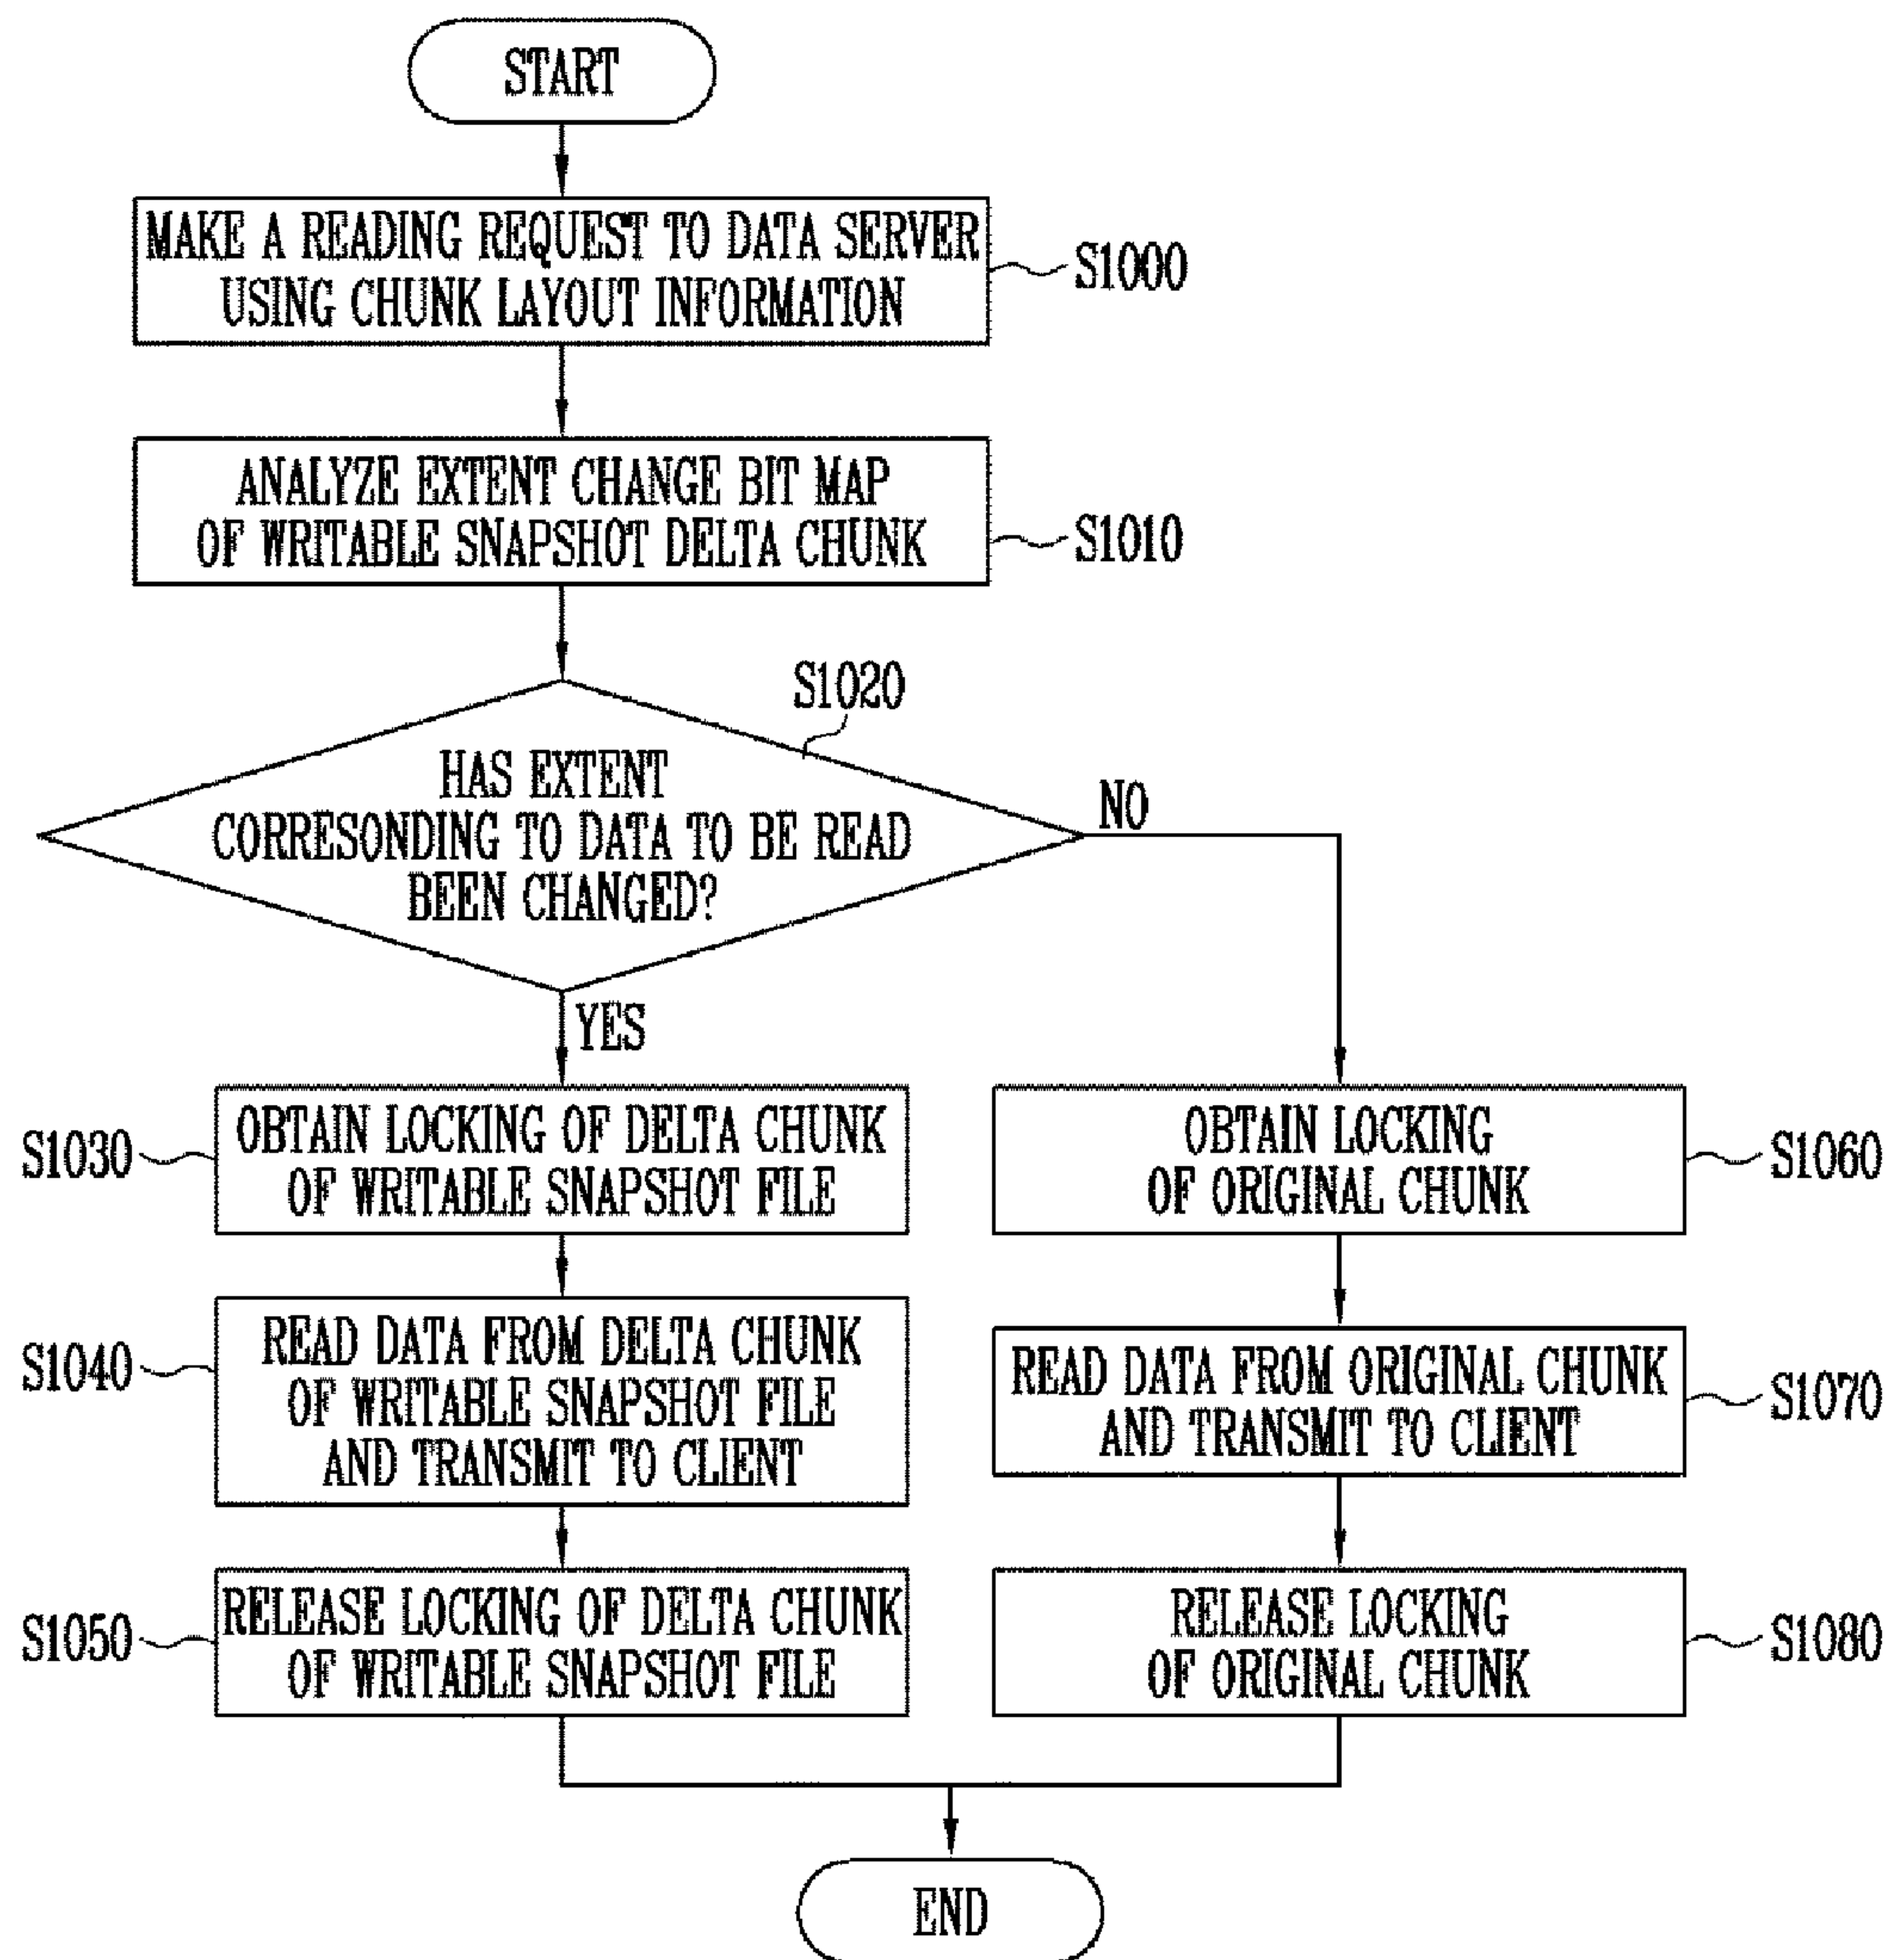 START
MAKE A READING REQUEST TO DATA SERVER
USING CHUNK LAYOUT INFORMATION
S1000
ANALYZE EXTENT CHANGE BIT MAP
OF WRITABLE SNAPSHOT DELTA CHUNK
S1010
S1020
HAS EXTENT
CORRESONDING TO DATA TO BE READ
BEEN CHANGED?
NO
YES
S1030
OBTAIN LOCKING OF DELTA CHUNK
OF WRITABLE SNAPSHOT FILE
OBTAIN LOCKING
OF ORIGINAL CHUNK
S1060
S1040
READ DATA FROM DELTA CHUNK
OF WRITABLE SNAPSHOT FILE
AND TRANSMIT TO CLIENT
READ DATA FROM ORIGINAL CHUNK
AND TRANSMIT TO CLIENT
S1070
S1050
RELEASE LOCKING OF DELTA CHUNK
OF WRITABLE SNAPSHOT FILE
RELEASE LOCKING
OF ORIGINAL CHUNK
S1080
END